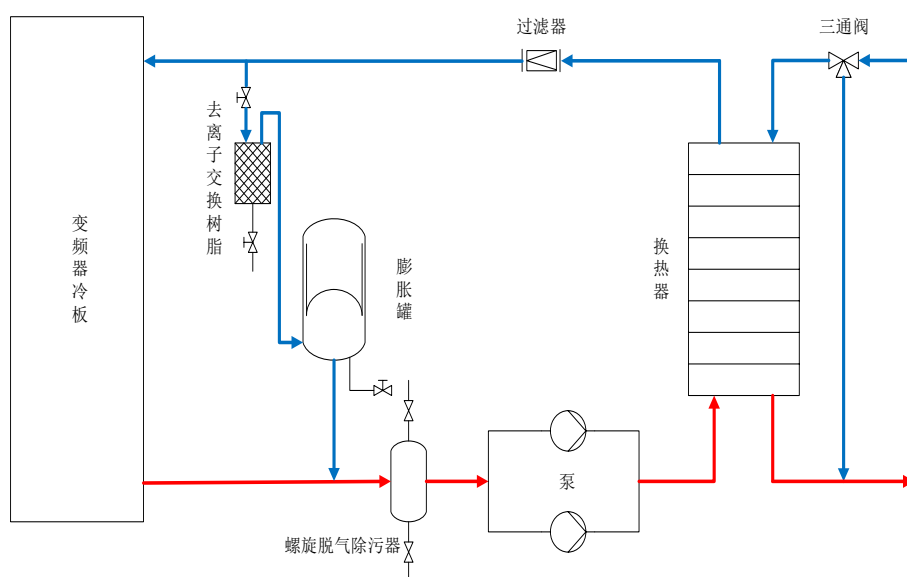 过滤器
三通阀
去离子交换树脂
变频器冷板
膨胀罐
换热器
泵
螺旋脱气除污器